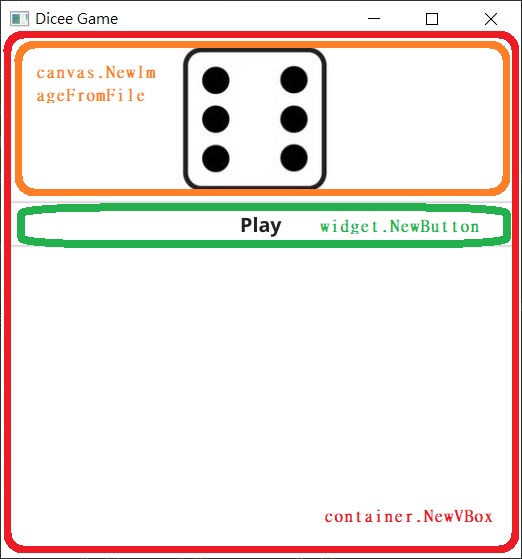 Dicee Game
canvas.NewIm
ageFromFile
Play
widget.NewButton
container.NewVBox